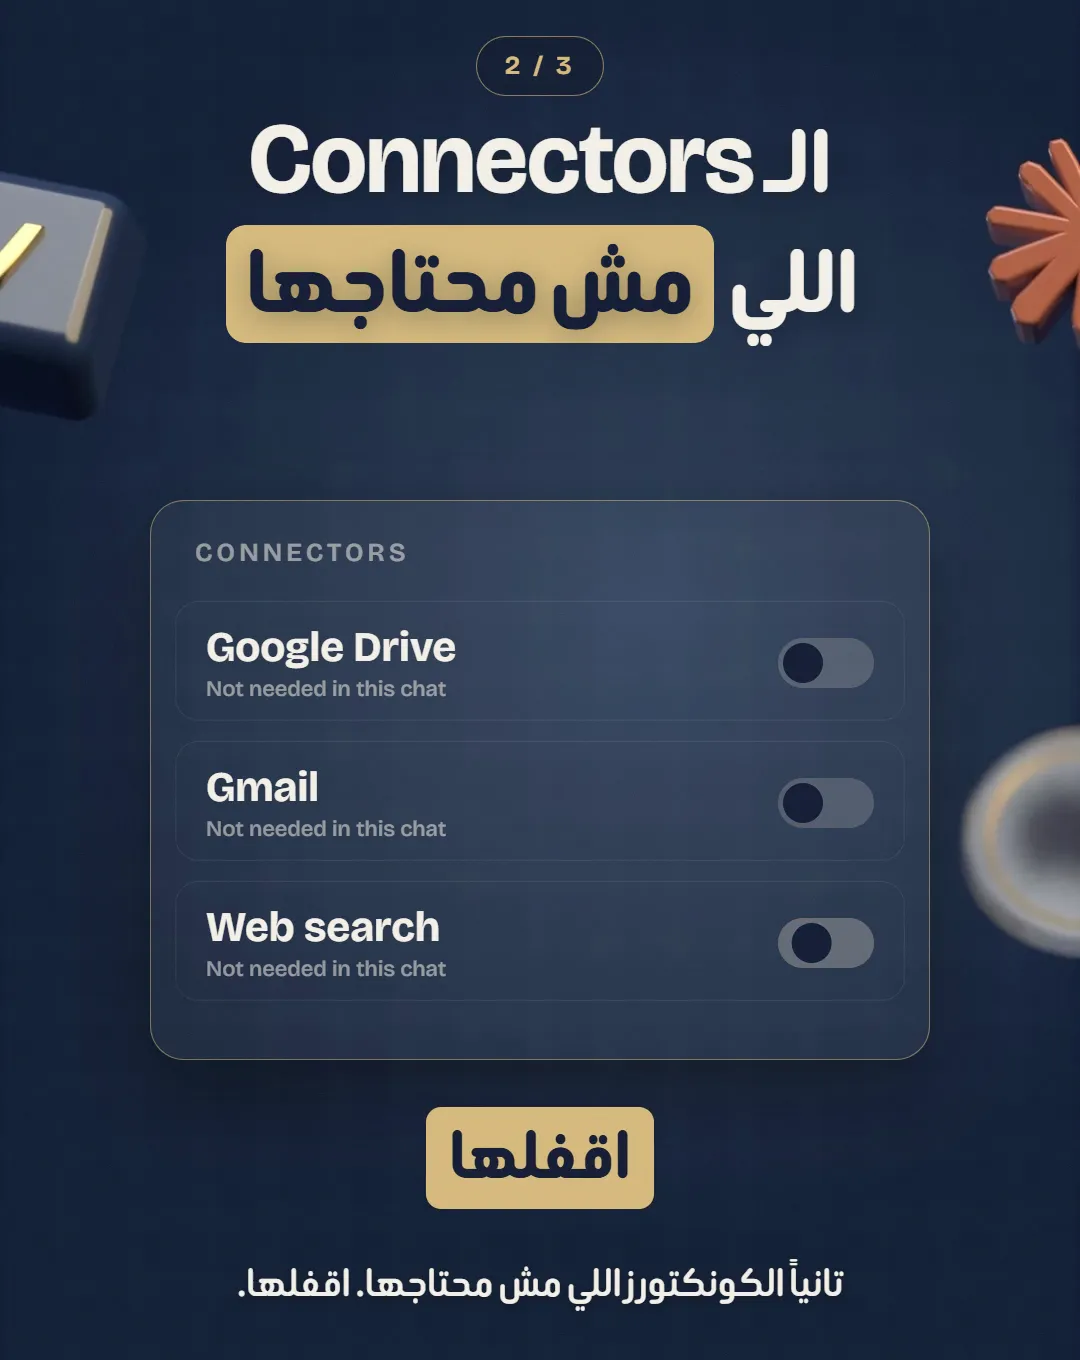 2 / 3
الـ Connectors
اللي مش محتاجها
CONNECTORS
Google Drive
Not needed in this chat
Gmail
Not needed in this chat
Web search
Not needed in this chat
اقفلها
تانياً الكونكتورز اللي مش محتاجها. اقفلها.